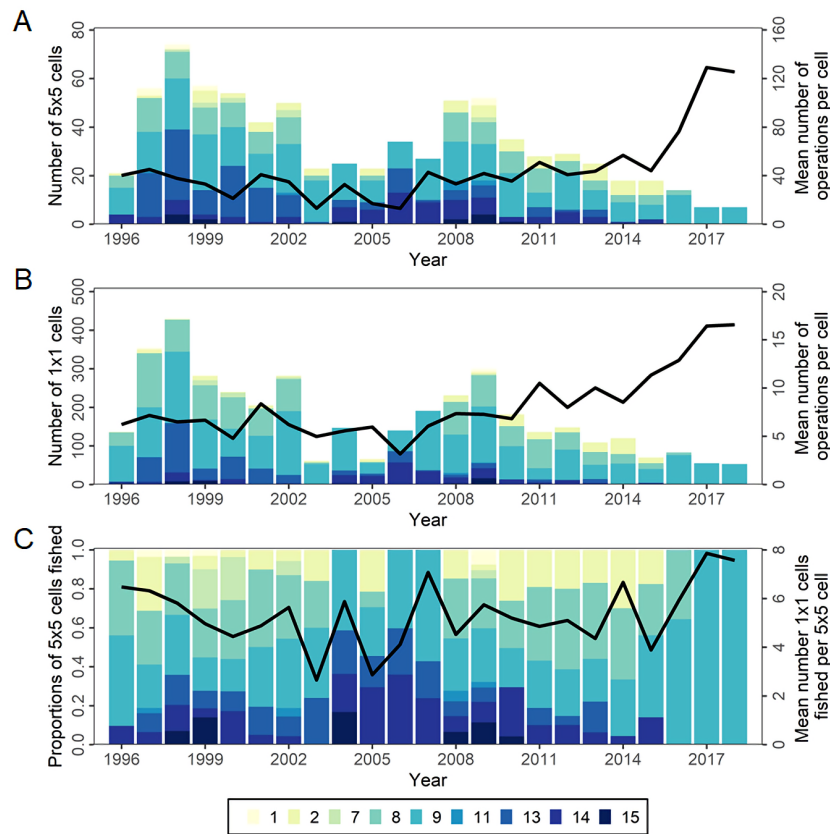 A
Number of 5x5 cells
80
60
40
20
0
160
120
80
40
0
Mean number of
operations per cell
1996 1999 2002 2005 2008 2011 2014 2017
Year
B
Number of 1x1 cells
500
400
300
200
100
0
20
15
10
5
0
Mean number of
operations per cell
1996 1999 2002 2005 2008 2011 2014 2017
Year
C
Proportions of 5x5 cells fished
1.0
0.8
0.6
0.4
0.2
0.0
8
6
4
2
0
Mean number 1x1 cells
fished per 5x5 cell
1996 1999 2002 2005 2008 2011 2014 2017
Year
1 2 7 8 9 11 13 14 15